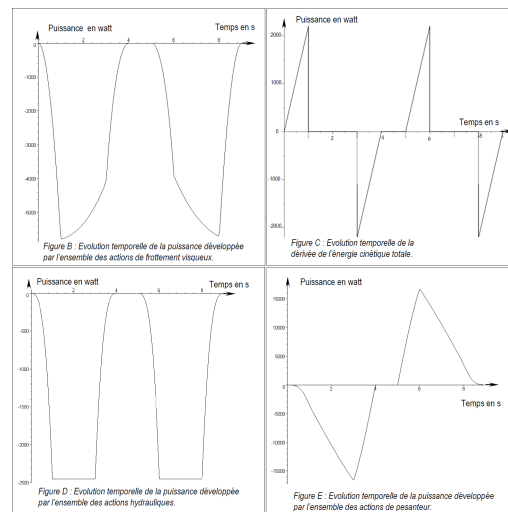 Puissance en watt
Temps en s
2
4
6
8
-1000
-2000
-3000
-4000
-5000
Figure B : Evolution temporelle de la puissance développée
par l'ensemble des actions de frottement visqueux.
Puissance en watt
2000
1000
Temps en s
6
8
-1000
-2000
Figure C : Evolution temporelle de la
dérivée de l'énergie cinétique totale.
Puissance en watt
Temps en s
2
4
6
8
-500
-1000
-1500
-2000
-2500
Figure D : Evolution temporelle de la puissance développée
par l'ensemble des actions hydrauliques.
Puissance en watt
15000
10000
5000
2
4
6
8
Temps en s
-5000
-10000
-15000
Figure E : Evolution temporelle de la puissance développée
par l'ensemble des actions de pesanteur.